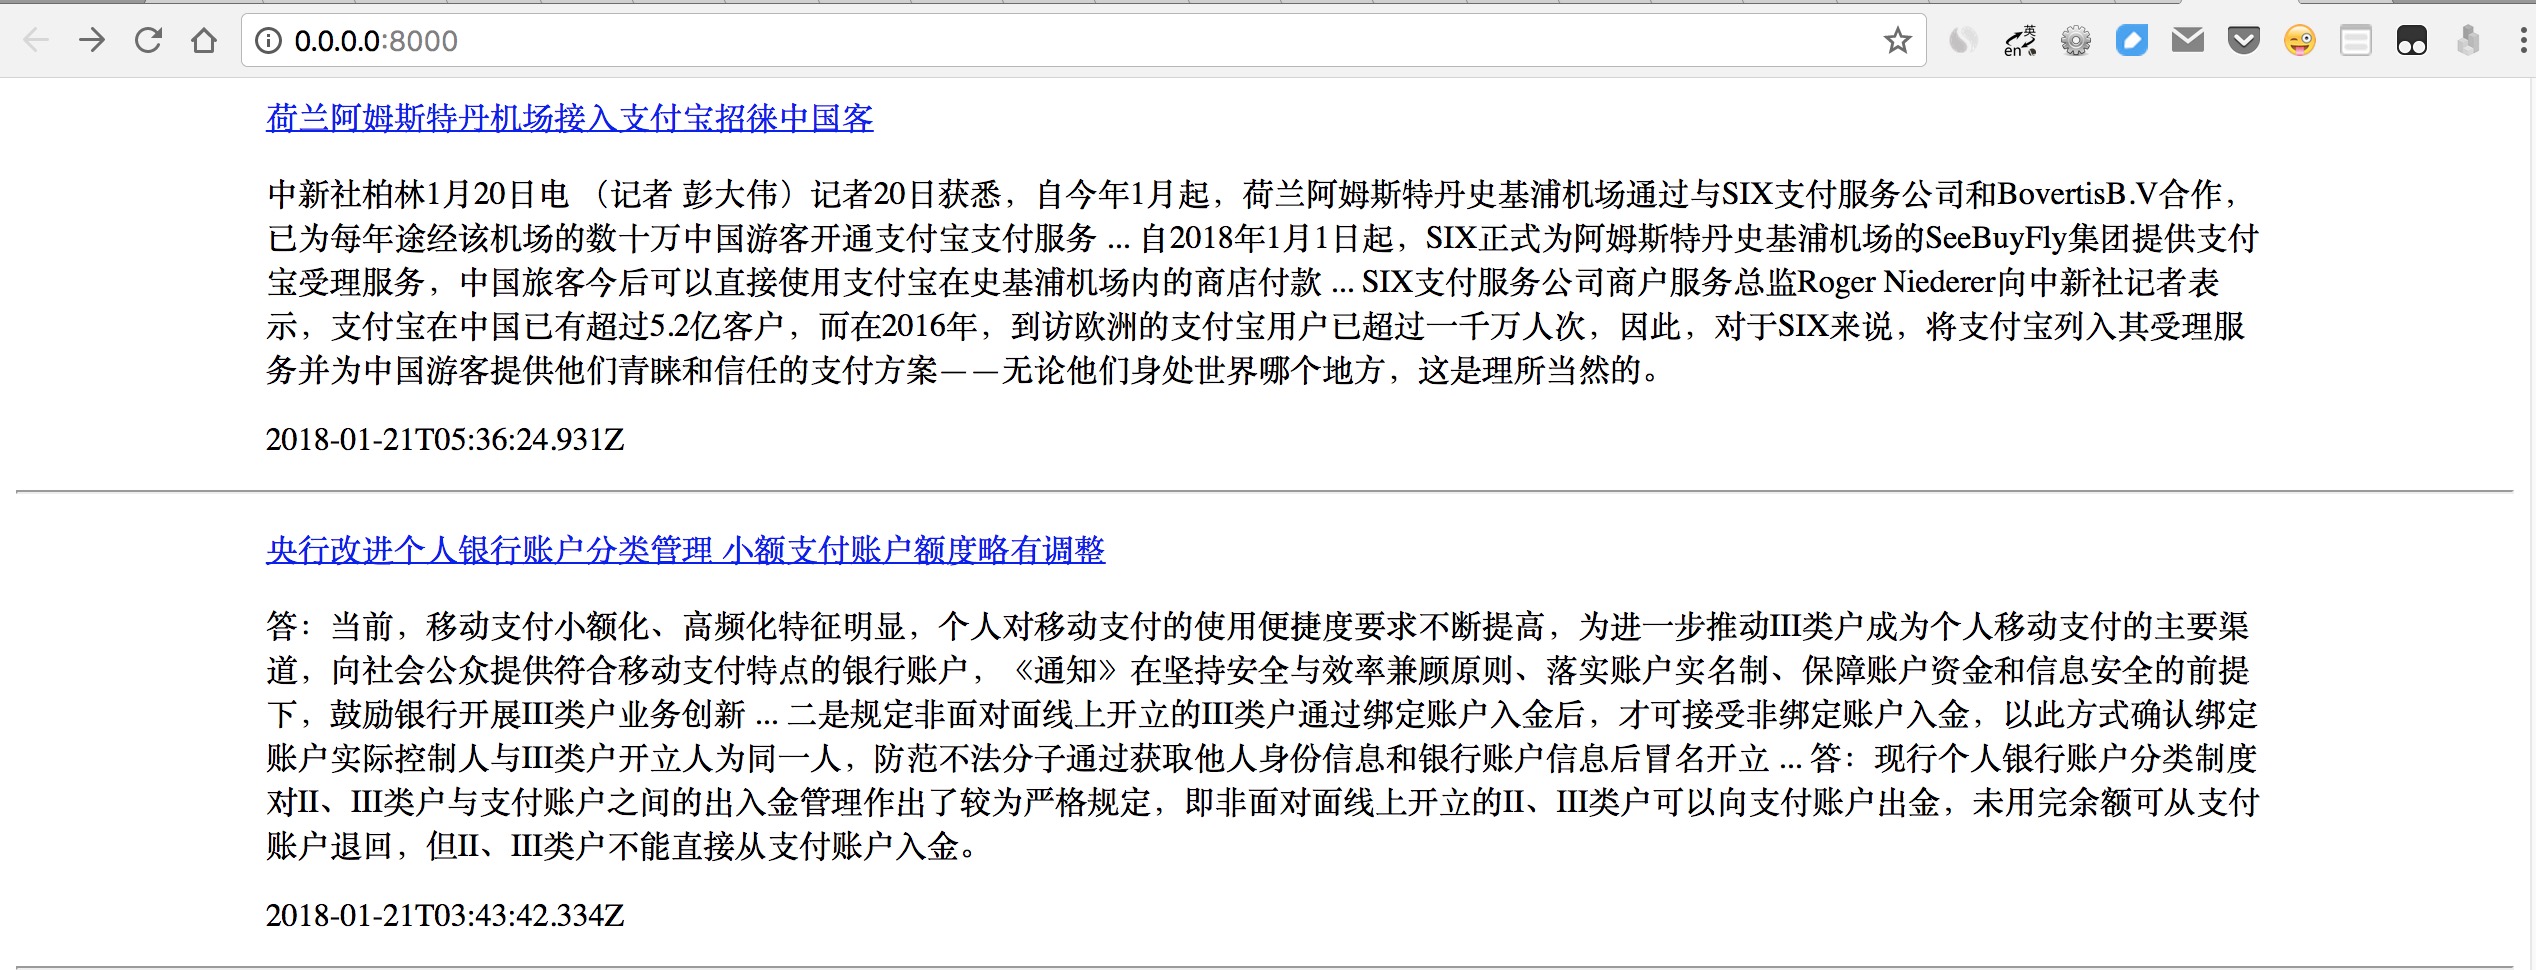 0.0.0.0:8000
英
en
荷兰阿姆斯特丹机场接入支付宝招徕中国客
中新社柏林1月20日电 （记者 彭大伟）记者20日获悉，自今年1月起，荷兰阿姆斯特丹史基浦机场通过与SIX支付服务公司和BovertisB.V合作，
已为每年途经该机场的数十万中国游客开通支付宝支付服务 ... 自2018年1月1日起，SIX正式为阿姆斯特丹史基浦机场的SeeBuyFly集团提供支付
宝受理服务，中国旅客今后可以直接使用支付宝在史基浦机场内的商店付款 ... SIX支付服务公司商户服务总监Roger Niederer向中新社记者表
示，支付宝在中国已有超过5.2亿客户，而在2016年，到访欧洲的支付宝用户已超过一千万人次，因此，对于SIX来说，将支付宝列入其受理服
务并为中国游客提供他们青睐和信任的支付方案——无论他们身处世界哪个地方，这是理所当然的。
2018-01-21T05:36:24.931Z
央行改进个人银行账户分类管理 小额支付账户额度略有调整
答：当前，移动支付小额化、高频化特征明显，个人对移动支付的使用便捷度要求不断提高，为进一步推动III类户成为个人移动支付的主要渠
道，向社会公众提供符合移动支付特点的银行账户，《通知》在坚持安全与效率兼顾原则、落实账户实名制、保障账户资金和信息安全的前提
下，鼓励银行开展III类户业务创新 ... 二是规定非面对面线上开立的III类户通过绑定账户入金后，才可接受非绑定账户入金，以此方式确认绑定
账户实际控制人与III类户开立人为同一人，防范不法分子通过获取他人身份信息和银行账户信息后冒名开立 ... 答：现行个人银行账户分类制度
对II、III类户与支付账户之间的出入金管理作出了较为严格规定，即非面对面线上开立的II、III类户可以向支付账户出金，未用完余额可从支付
账户退回，但II、III类户不能直接从支付账户入金。
2018-01-21T03:43:42.334Z